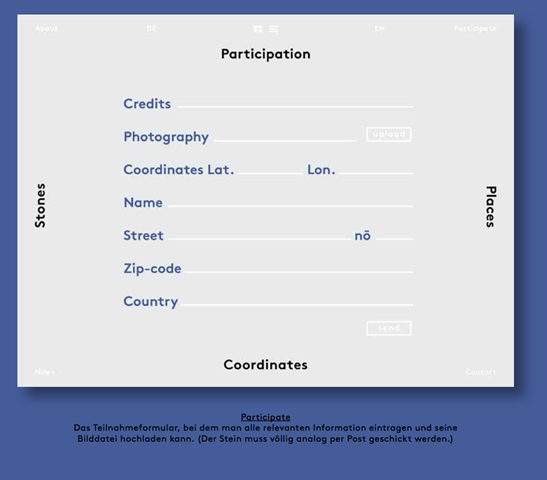 About DE EN Participate
Participation
Credits
Photography upload
Coordinates Lat. Lon.
Name
Street nō
Zip-code
Country
send
Stones
Places
Coordinates
News Contact
Participate
Das Teilnahmeformular, bei dem man alle relevanten Information eintragen und seine
Bilddatei hochladen kann. (Der Stein muss völlig analog per Post geschickt werden.)